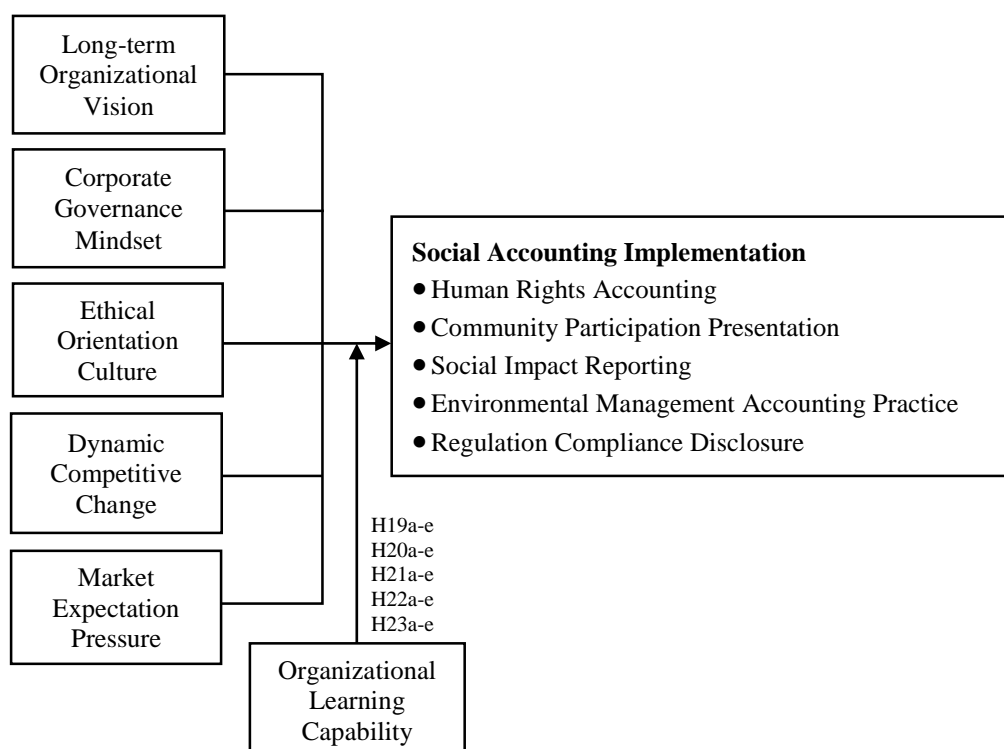 Long-term
Organizational
Vision
Corporate
Governance
Mindset
Ethical
Orientation
Culture
Dynamic
Competitive
Change
Market
Expectation
Pressure
Social Accounting Implementation
● Human Rights Accounting
● Community Participation Presentation
● Social Impact Reporting
● Environmental Management Accounting Practice
● Regulation Compliance Disclosure
H19a-e
H20a-e
H21a-e
H22a-e
H23a-e
Organizational
Learning
Capability